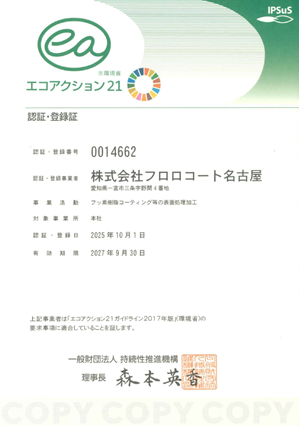 IPSuS
ea
※環境省
エコアクション21
認証・登録証
認証・登録番号 0014662
認証・登録事業者 株式会社フロロコート名古屋
愛知県一宮市三条字野間4番地
事業活動 フッ素樹脂コーティング等の表面処理加工
対象事業所 本社
認証・登録日 2025年10月1日
有効期限 2027年9月30日
上記事業者は「エコアクション21ガイドライン2017年版」(環境省)の
要求事項に適合していることを証します。
一般財団法人 持続性推進機構
理事長 森本英香
COPY COPY COPY COPY